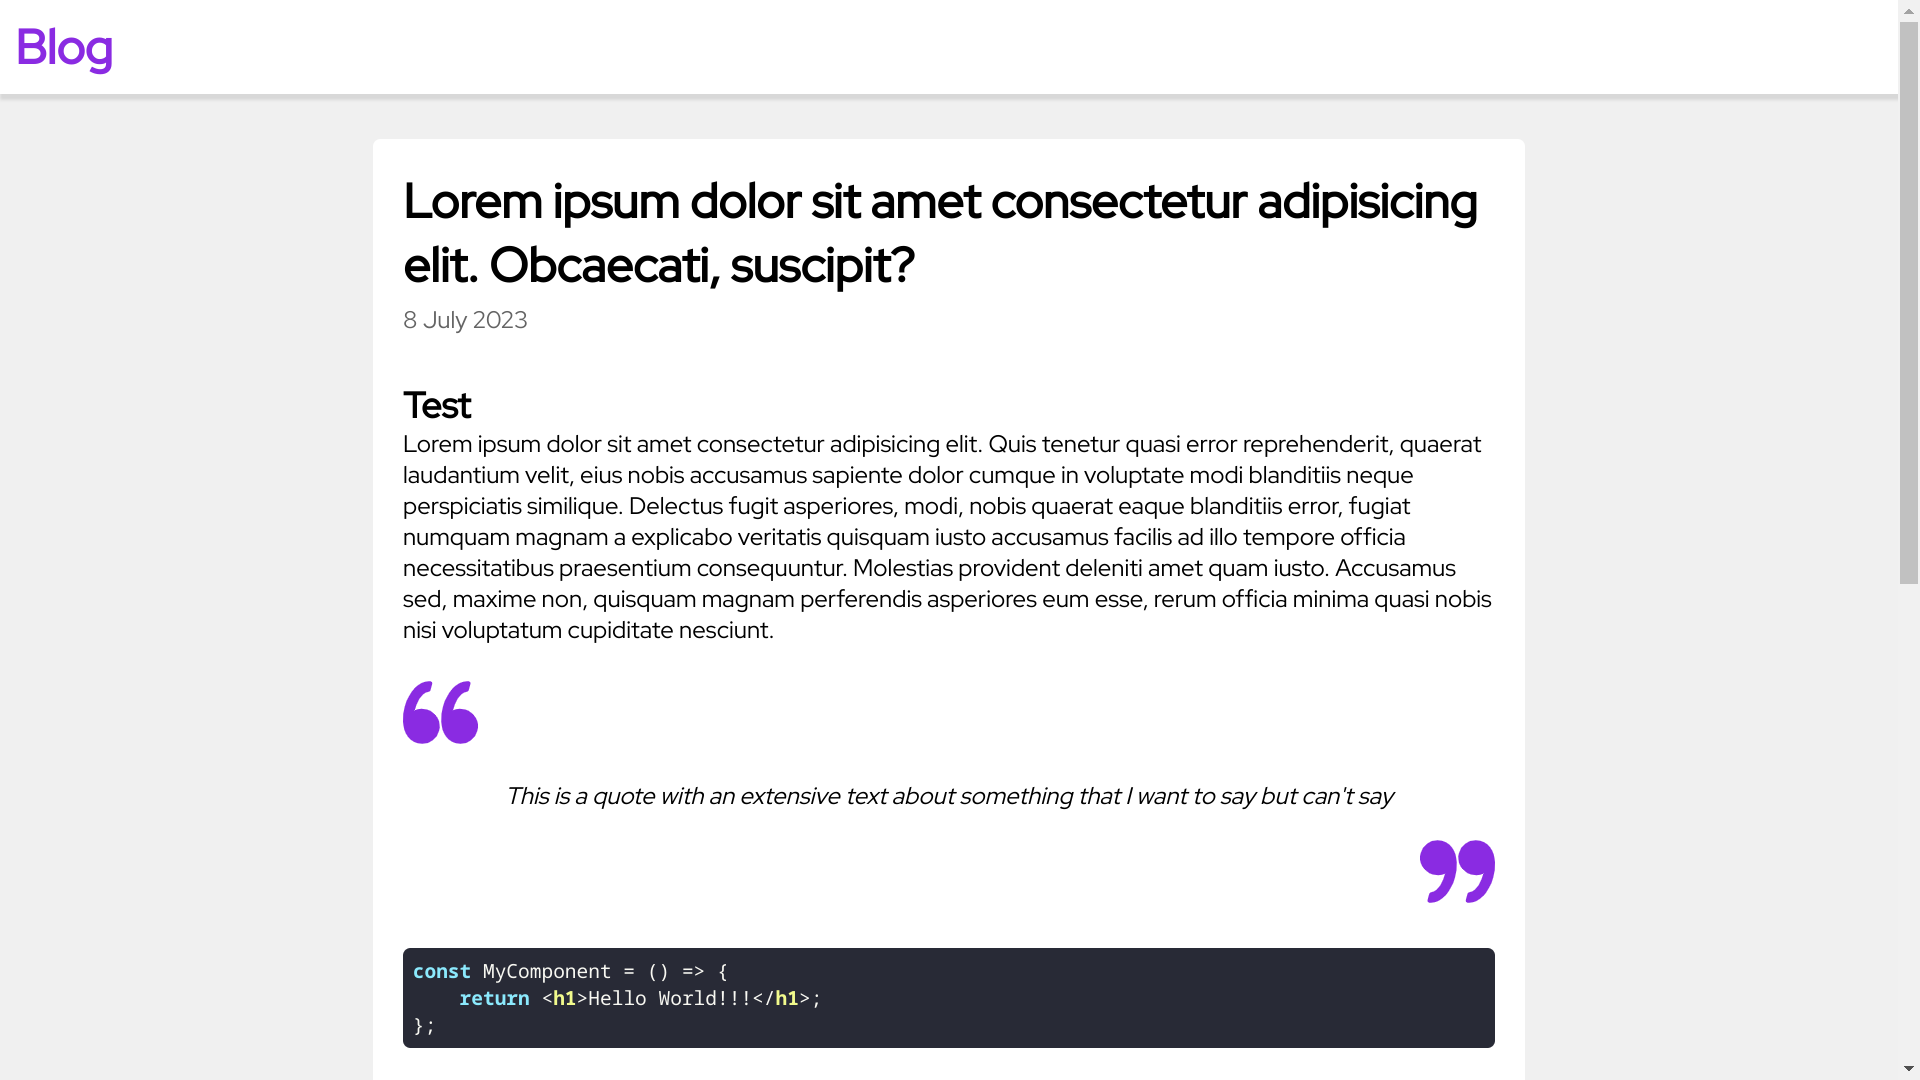 Blog
Lorem ipsum dolor sit amet consectetur adipisicing
elit. Obcaecati, suscipit?
8 July 2023
Test
Lorem ipsum dolor sit amet consectetur adipisicing elit. Quis tenetur quasi error reprehenderit, quaerat
laudantium velit, eius nobis accusamus sapiente dolor cumque in voluptate modi blanditiis neque
perspiciatis similique. Delectus fugit asperiores, modi, nobis quaerat eaque blanditiis error, fugiat
numquam magnam a explicabo veritatis quisquam iusto accusamus facilis ad illo tempore officia
necessitatibus praesentium consequuntur. Molestias provident deleniti amet quam iusto. Accusamus
sed, maxime non, quisquam magnam perferendis asperiores eum esse, rerum officia minima quasi nobis
nisi voluptatum cupiditate nesciunt.
“
This is a quote with an extensive text about something that I want to say but can't say
”
const MyComponent = () => {
    return <h1>Hello World!!!</h1>;
};